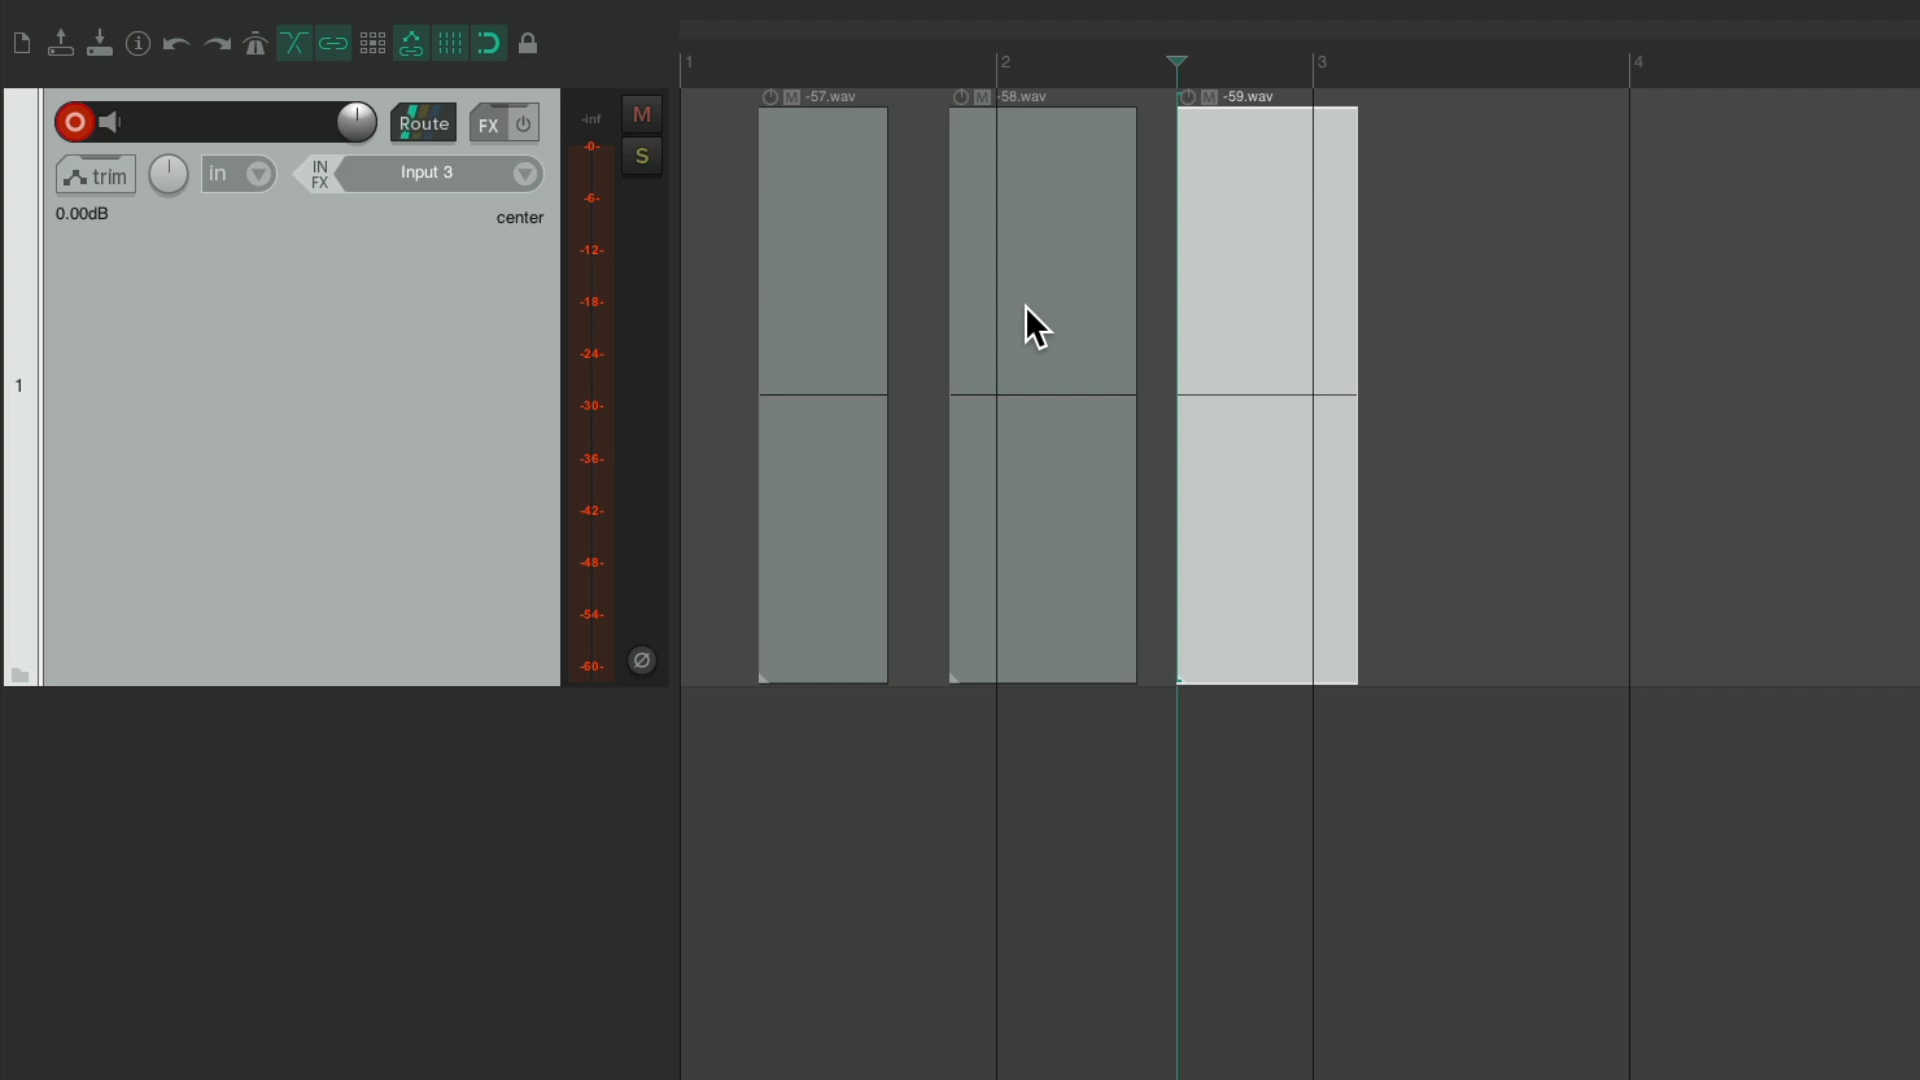 1 2 3 4
M -57.wav M -58.wav M -59.wav
Route FX
-inf M
-0-
S
trim in IN FX Input 3
-6-
0.00dB center
-12-
-18-
-24-
-30-
1
-36-
-42-
-48-
-54-
-60-